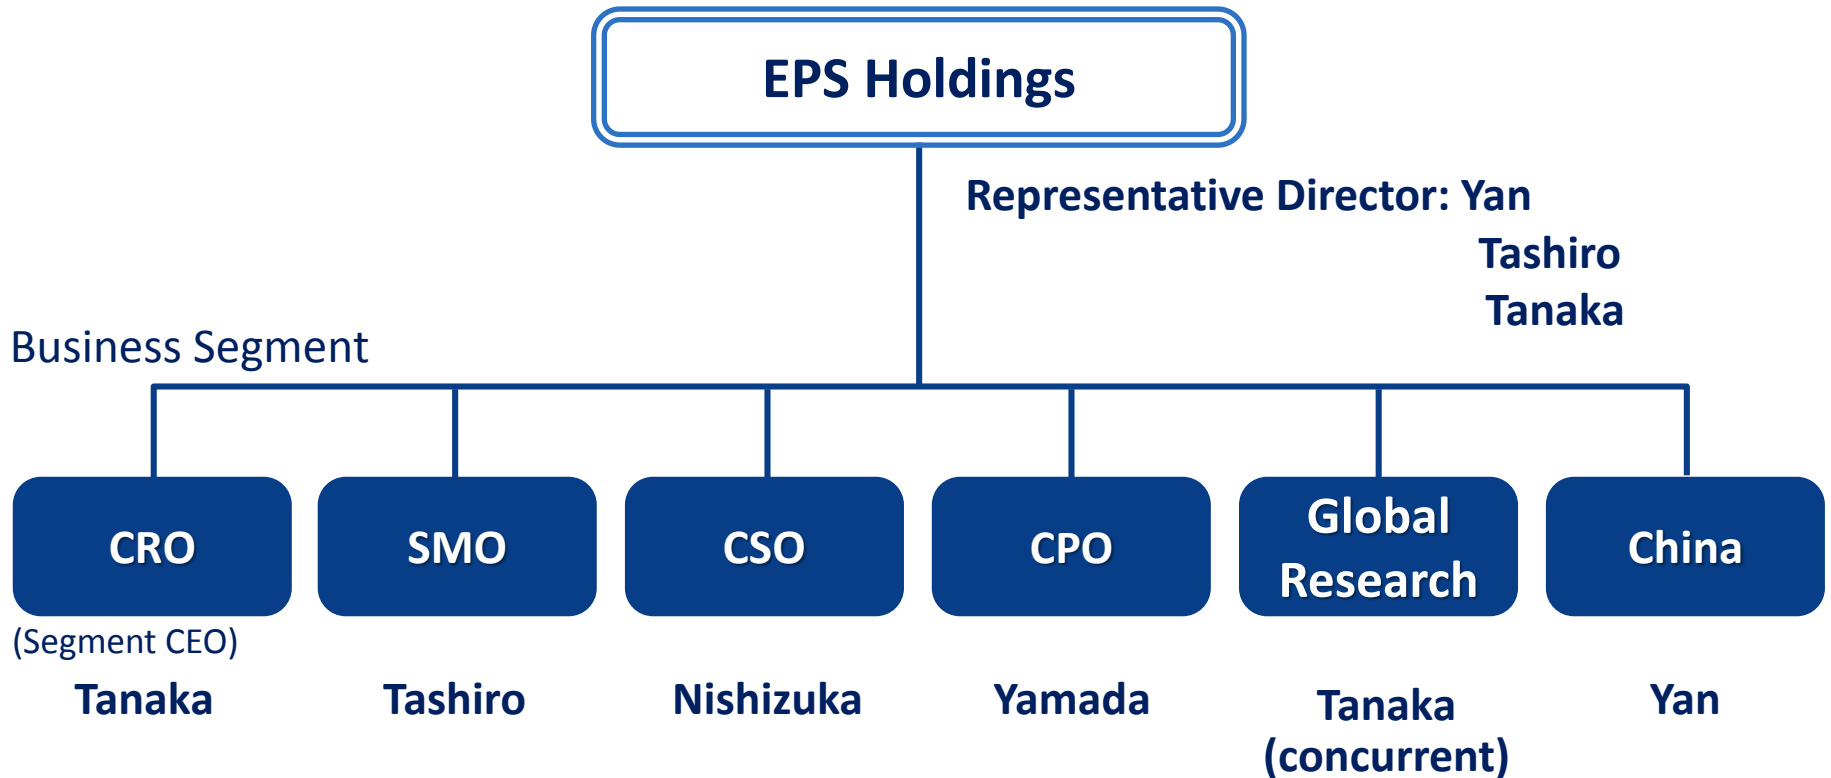 EPS Holdings
Representative Director: Yan
Tashiro
Tanaka
Business Segment
CRO
SMO
CSO
CPO
Global
Research
China
(Segment CEO)
Tanaka
Tashiro
Nishizuka
Yamada
Tanaka
(concurrent)
Yan